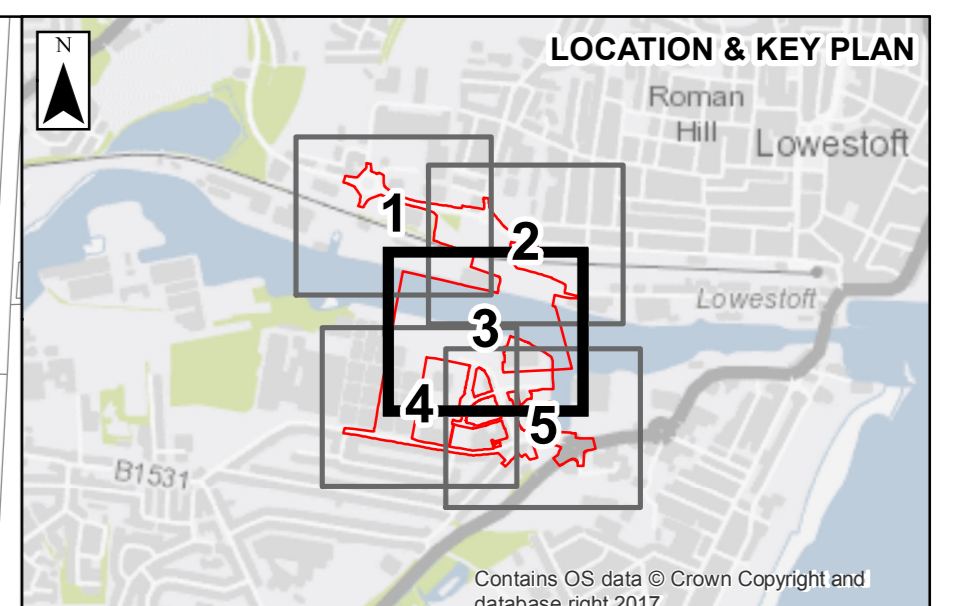 N
LOCATION & KEY PLAN
Roman
Hill
Lowestoft
1
2
Lowestoft
3
4
5
B1531
Contains OS data © Crown Copyright and
database right 2017